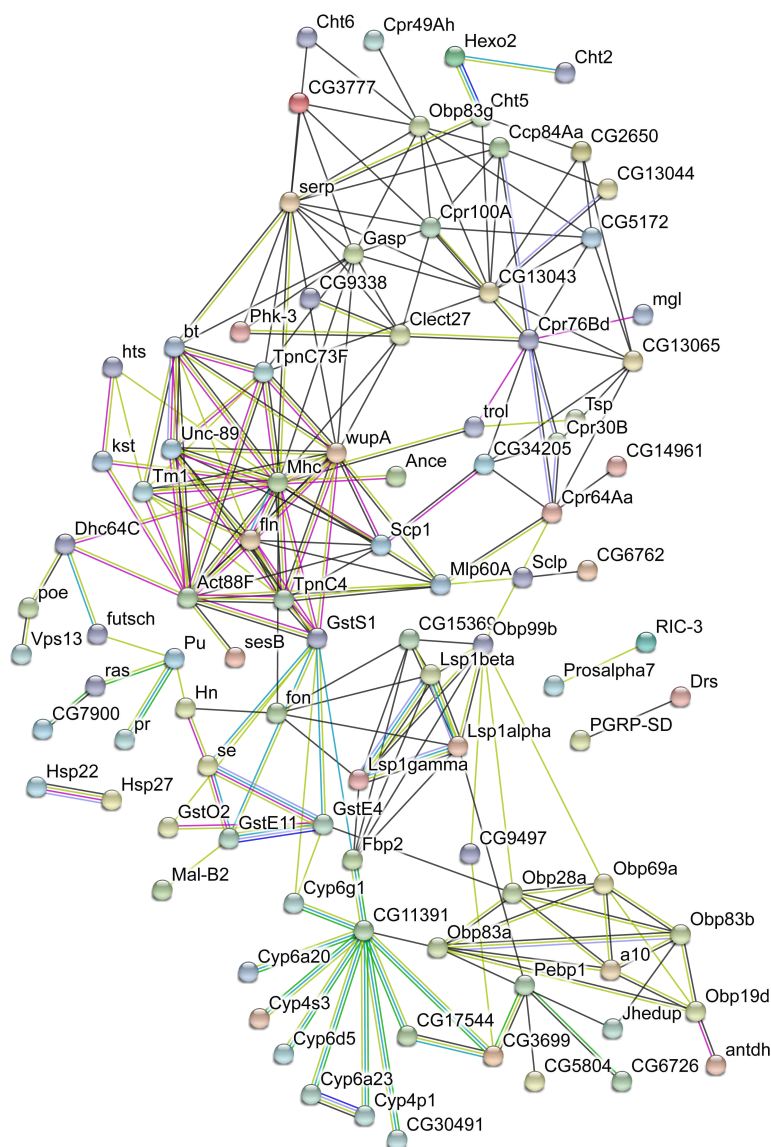 Cht6
Cpr49Ah
Hexo2
Cht2
CG3777
Obp83g
Cht5
Ccp84Aa
CG2650
CG13044
serp
Cpr100A
CG5172
Gasp
CG13043
CG9338
mgl
Phk-3
Clect27
Cpr76Bd
bt
hts
TpnC73F
CG13065
trol
Tsp
Cpr30B
Unc-89
wupA
CG34205
CG14961
kst
Tm1
Mhc
Ance
Cpr64Aa
Dhc64C
fln
Scp1
Act88F
TpnC4
Mlp60A
Sclp
CG6762
poe
futsch
GstS1
CG15369
Obp99b
RIC-3
Vps13
Pu
sesB
Lsp1beta
Prosalpha7
ras
Drs
CG7900
pr
Hn
fon
Lsp1alpha
PGRP-SD
se
Lsp1gamma
Hsp22
Hsp27
GstO2
GstE11
GstE4
Fbp2
CG9497
Mal-B2
Obp28a
Obp69a
Cyp6g1
CG11391
Obp83a
Obp83b
a10
Cyp6a20
Pebp1
Obp19d
Cyp4s3
Jhedup
CG17544
Cyp6d5
CG3699
antdh
Cyp6a23
CG5804
CG6726
Cyp4p1
CG30491